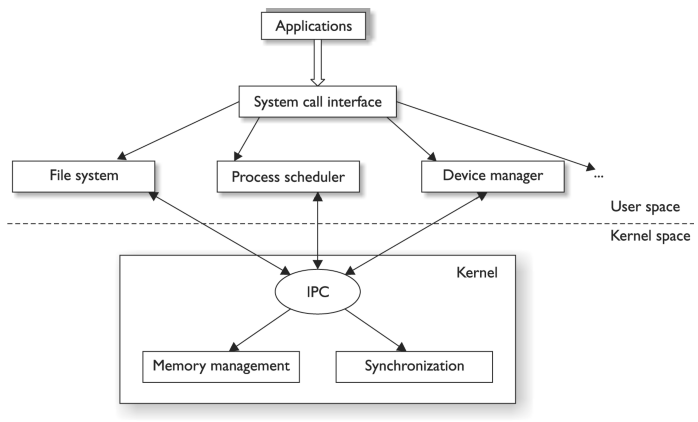 Applications
System call interface
File system
Process scheduler
Device manager
...
User space
Kernel space
Kernel
IPC
Memory management
Synchronization